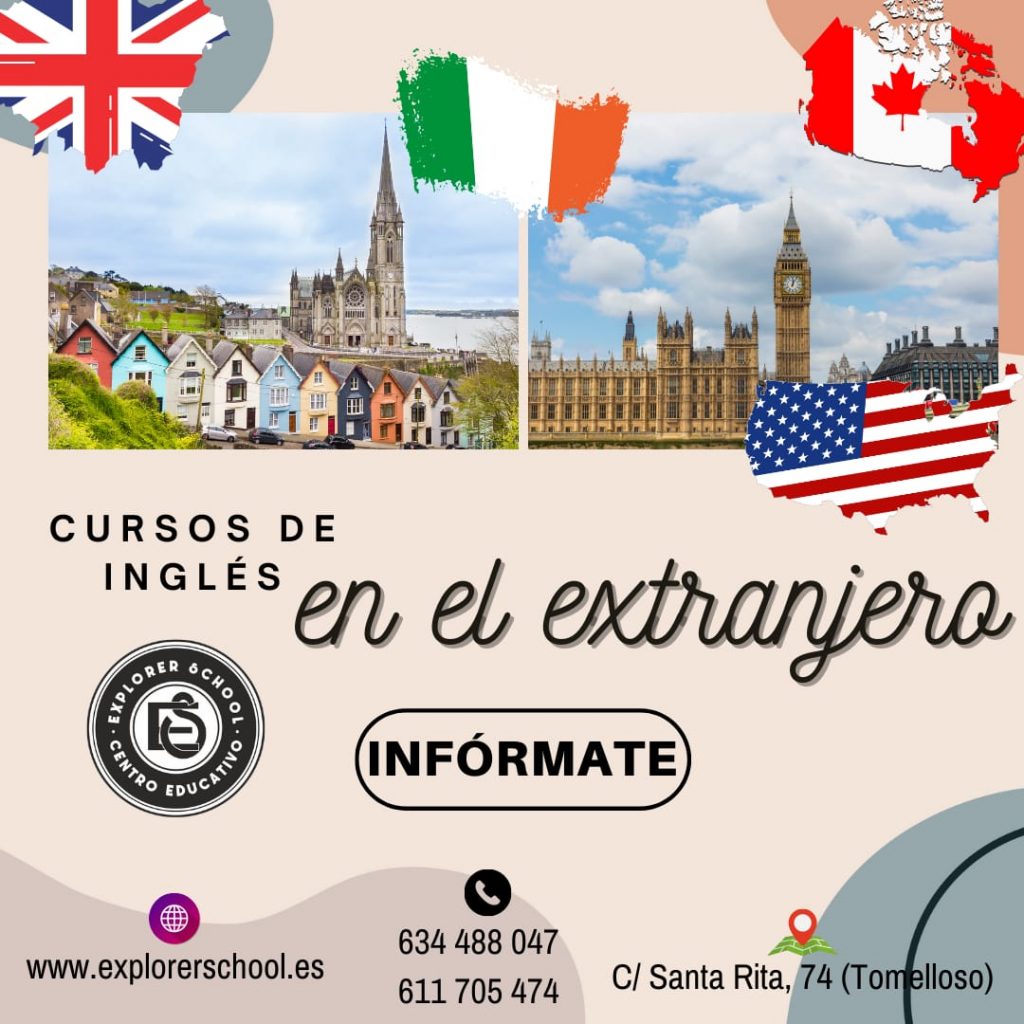 CURSOS DE
INGLÉS
en el extranjero
EXPLORER SCHOOL
ES
CENTRO EDUCATIVO
INFÓRMATE
www.explorerschool.es
634 488 047
611 705 474
C/ Santa Rita, 74 (Tomelloso)